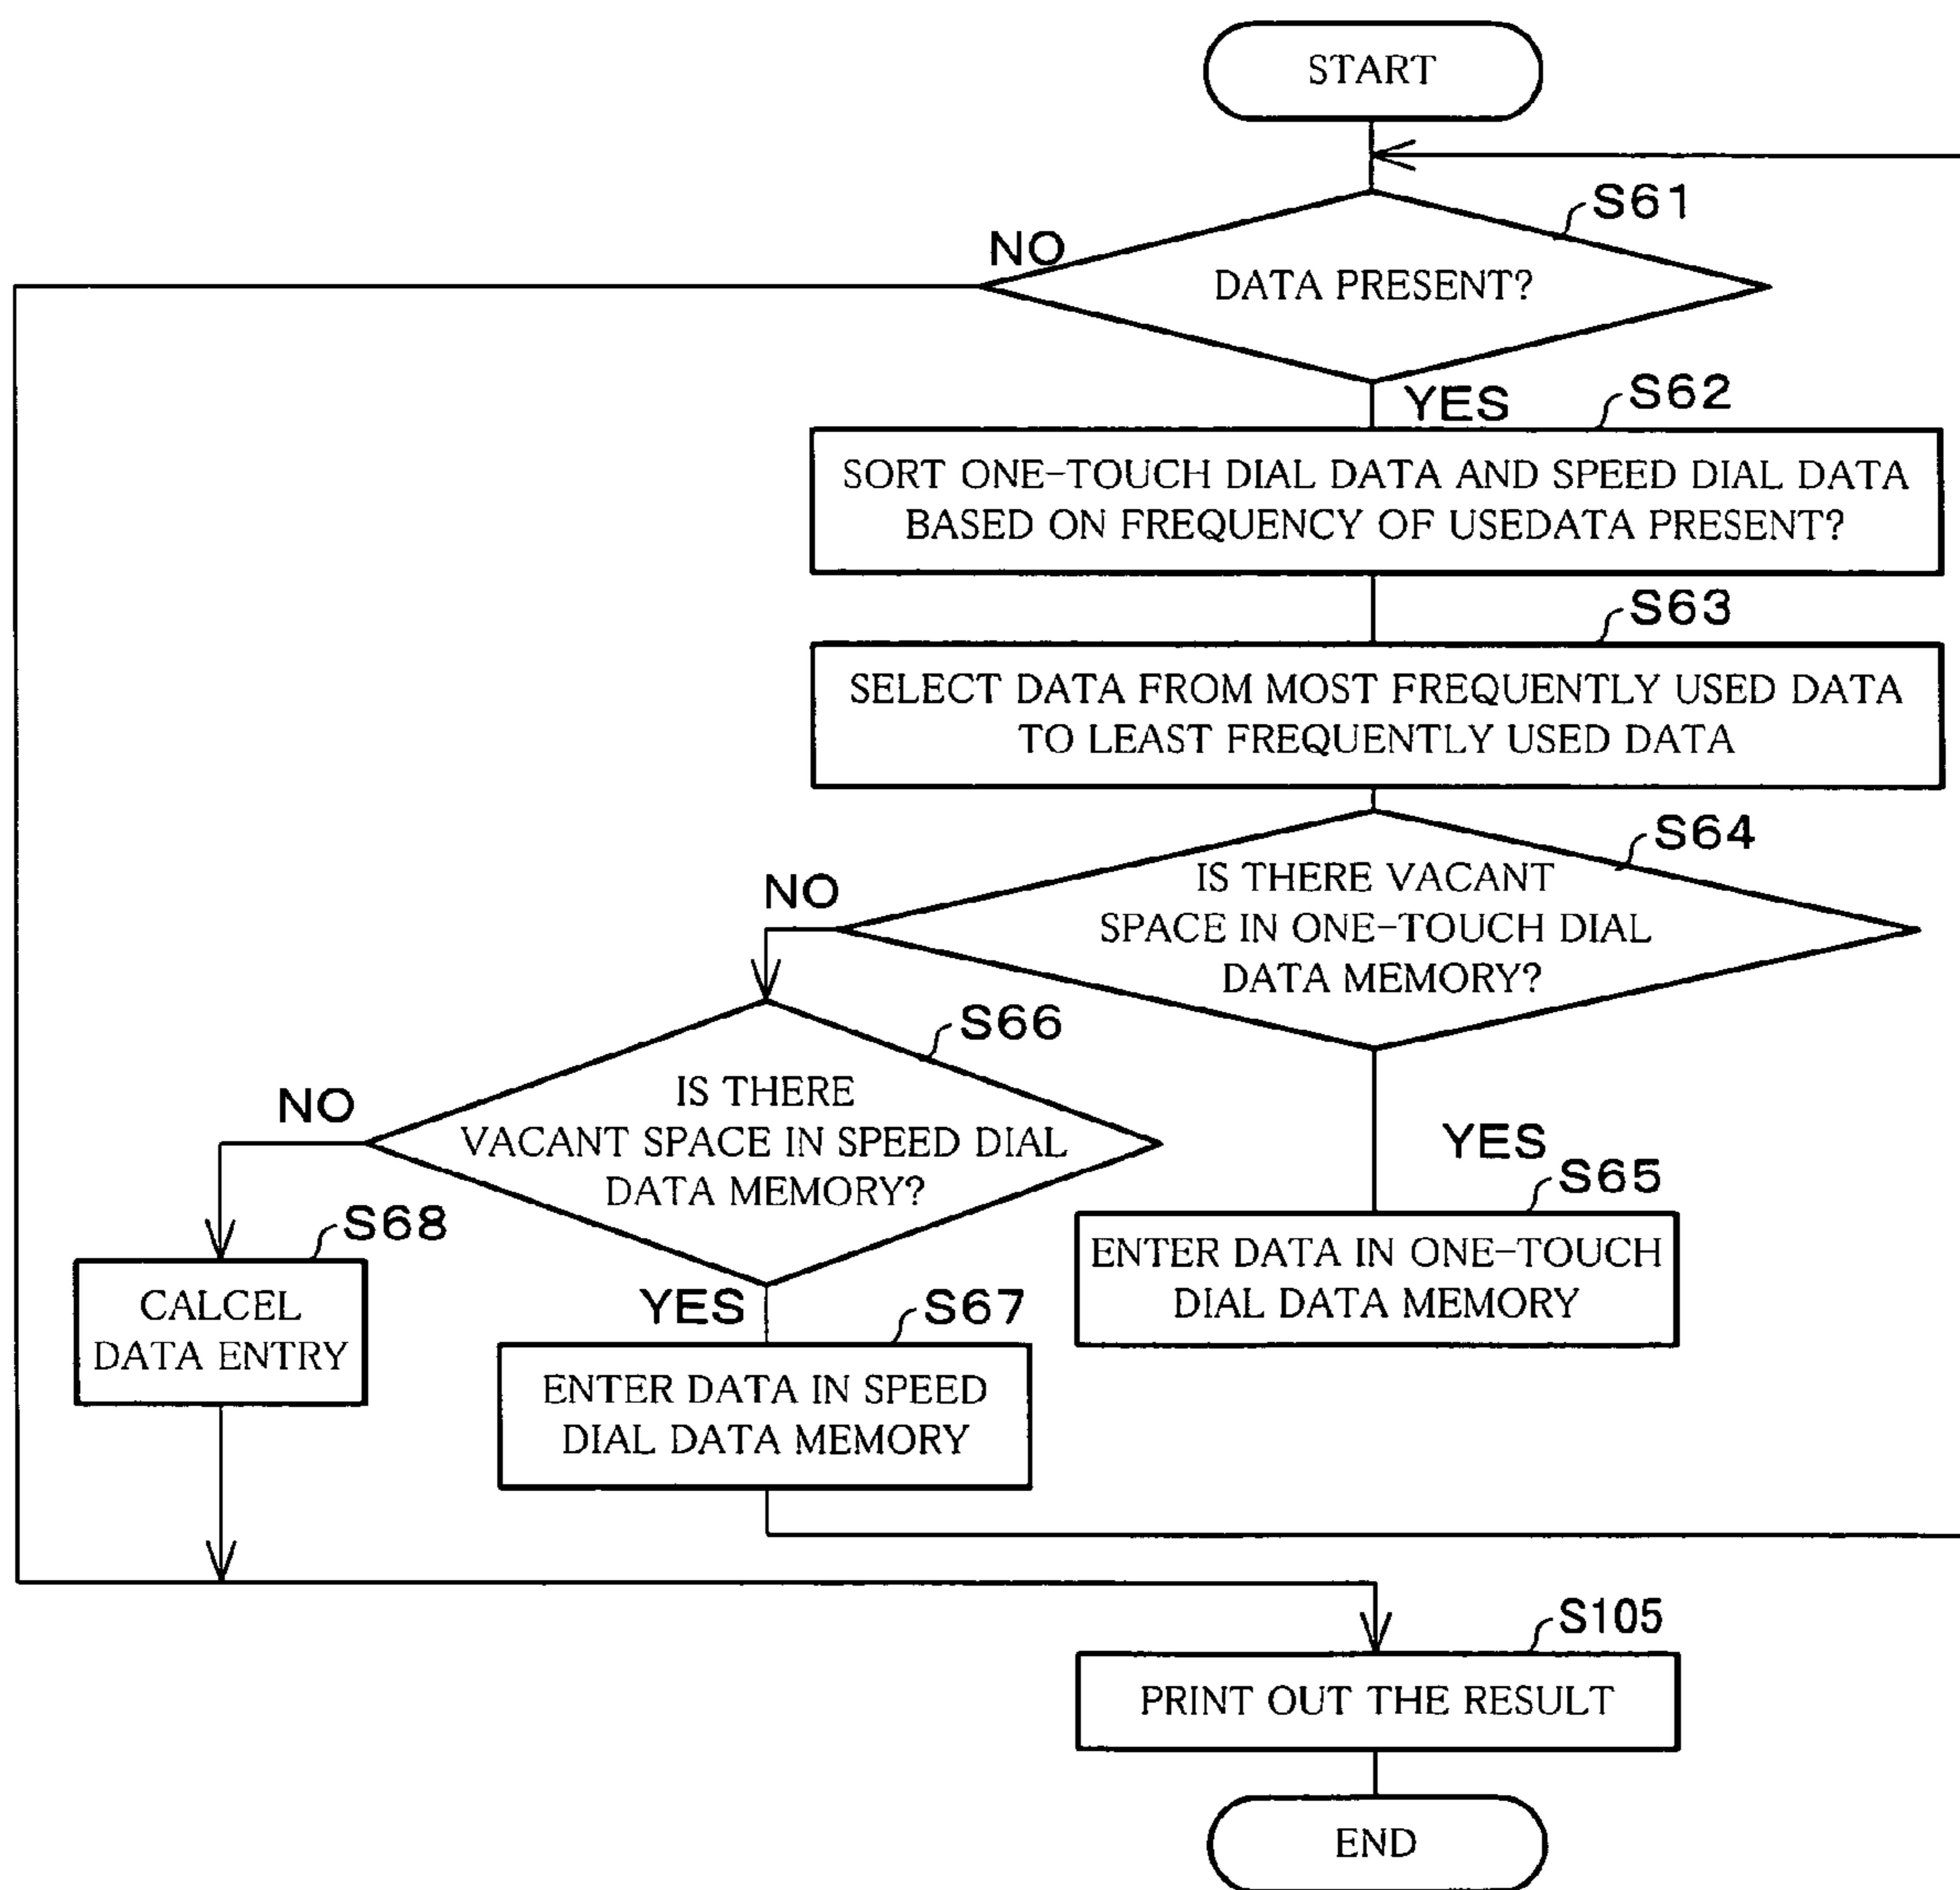 START
S61
NO
DATA PRESENT?
YES
S62
SORT ONE-TOUCH DIAL DATA AND SPEED DIAL DATA
BASED ON FREQUENCY OF USEDATA PRESENT?
S63
SELECT DATA FROM MOST FREQUENTLY USED DATA
TO LEAST FREQUENTLY USED DATA
S64
NO
IS THERE VACANT
SPACE IN ONE-TOUCH DIAL
DATA MEMORY?
S66
NO
IS THERE
VACANT SPACE IN SPEED DIAL
DATA MEMORY?
YES
S65
ENTER DATA IN ONE-TOUCH
DIAL DATA MEMORY
S68
CALCEL
DATA ENTRY
YES
S67
ENTER DATA IN SPEED
DIAL DATA MEMORY
S105
PRINT OUT THE RESULT
END